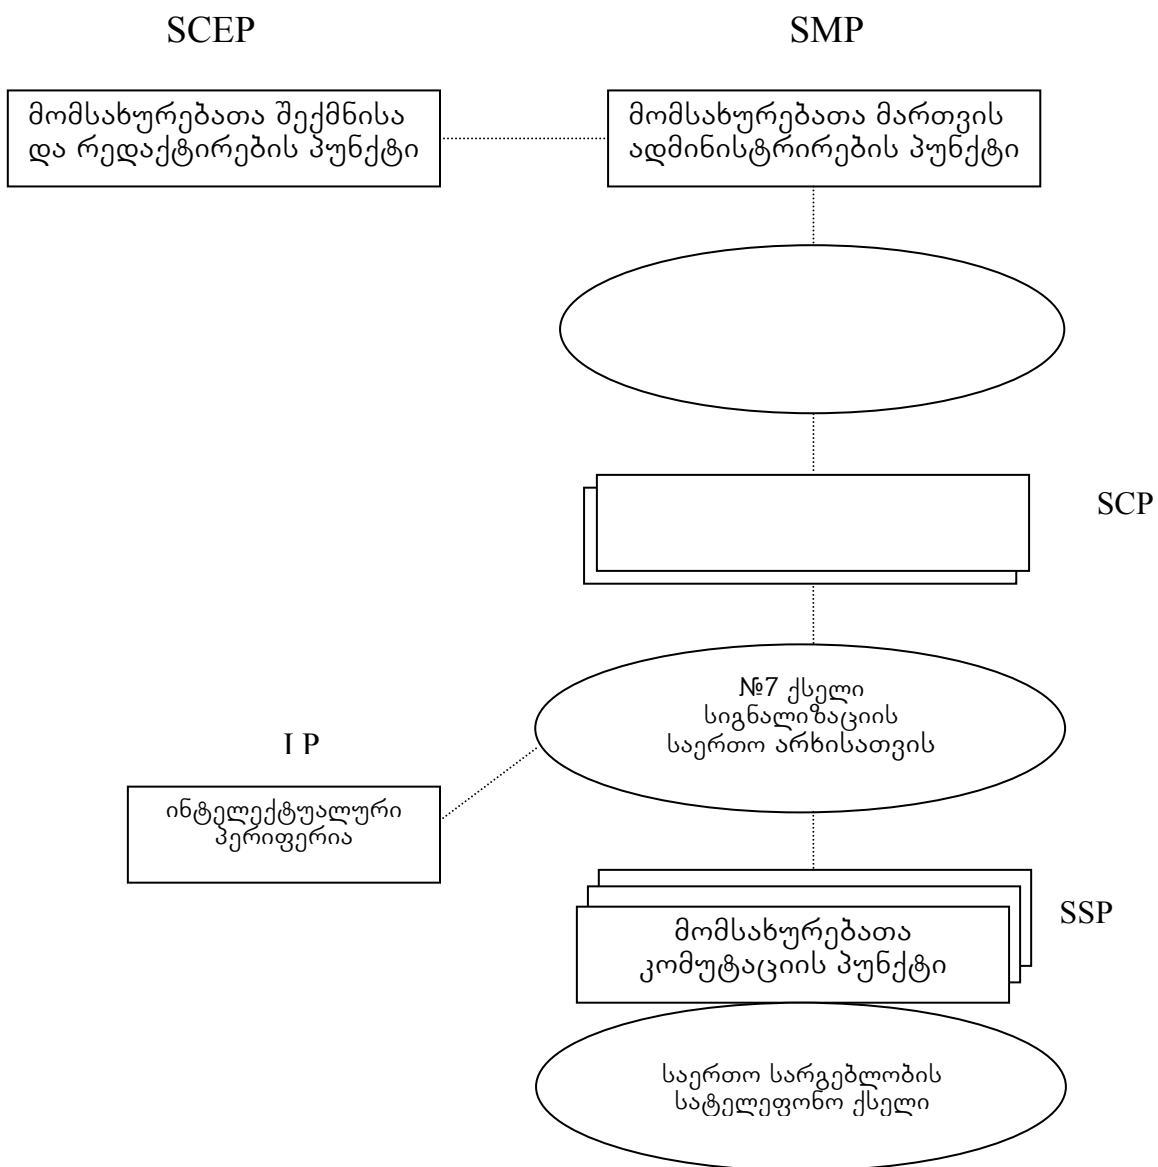 SCEP
SMP
მომსახურებათა შექმნისა
და რედაქტირების პუნქტი
მომსახურებათა მართვის
ადმინისტრირების პუნქტი
SCP
№7 ქსელი
სიგნალიზაციის
საერთო არხისათვის
I P
ინტელექტუალური
პერიფერია
SSP
მომსახურებათა
კომუტაციის პუნქტი
საერთო სარგებლობის
სატელეფონო ქსელი